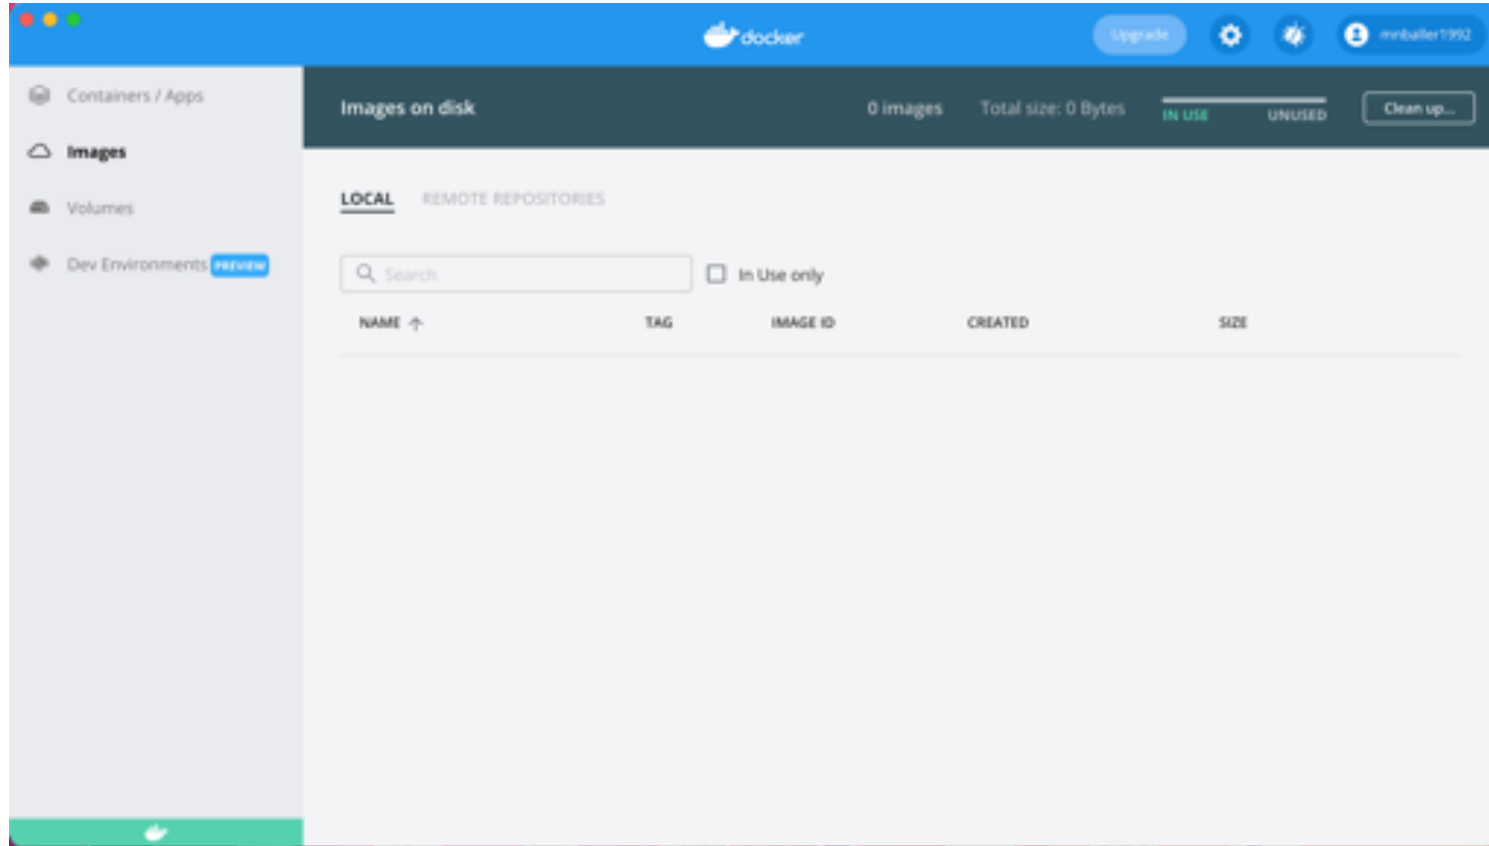 docker
Upgrade
mnballer1992
Containers / Apps
Images
Volumes
Dev Environments PREVIEW
Images on disk
0 images
Total size: 0 Bytes
IN USE
UNUSED
Clean up...
LOCAL
REMOTE REPOSITORIES
Search
In Use only
NAME
TAG
IMAGE ID
CREATED
SIZE